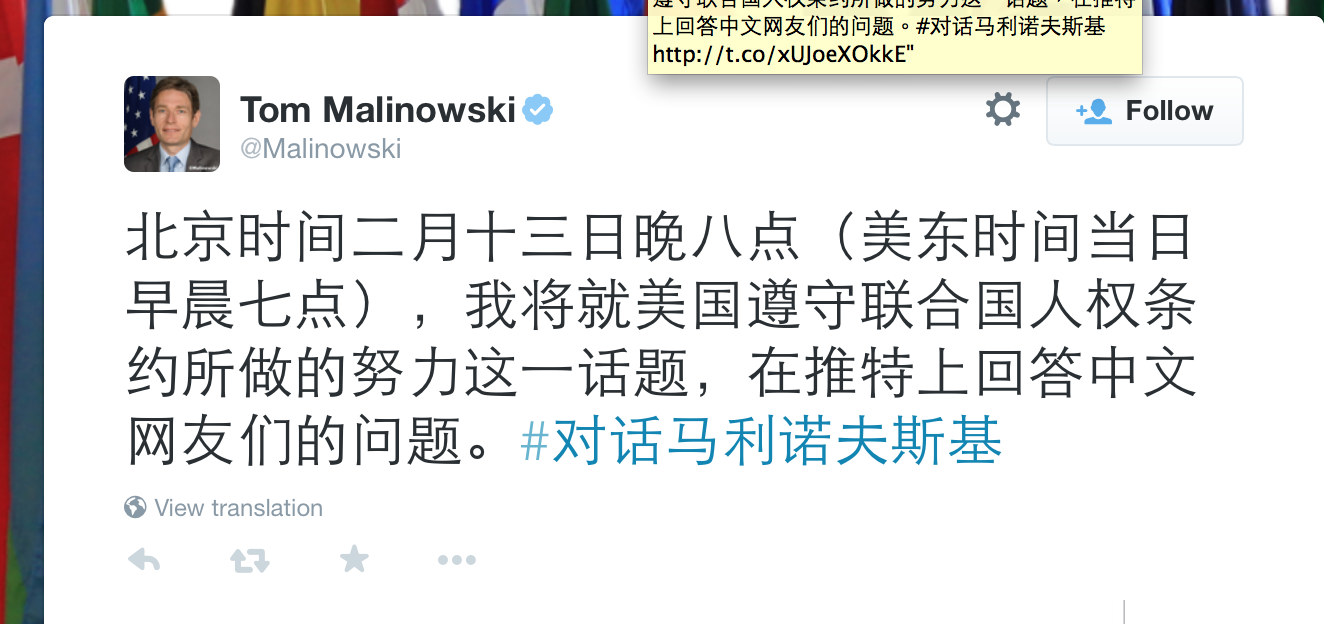 上回答中文网友们的问题。#对话马利诺夫斯基
http://t.co/xUJoeXOkkE"
Tom Malinowski
@Malinowski
Follow
北京时间二月十三日晚八点（美东时间当日
早晨七点），我将就美国遵守联合国人权条
约所做的努力这一话题，在推特上回答中文
网友们的问题。#对话马利诺夫斯基
View translation